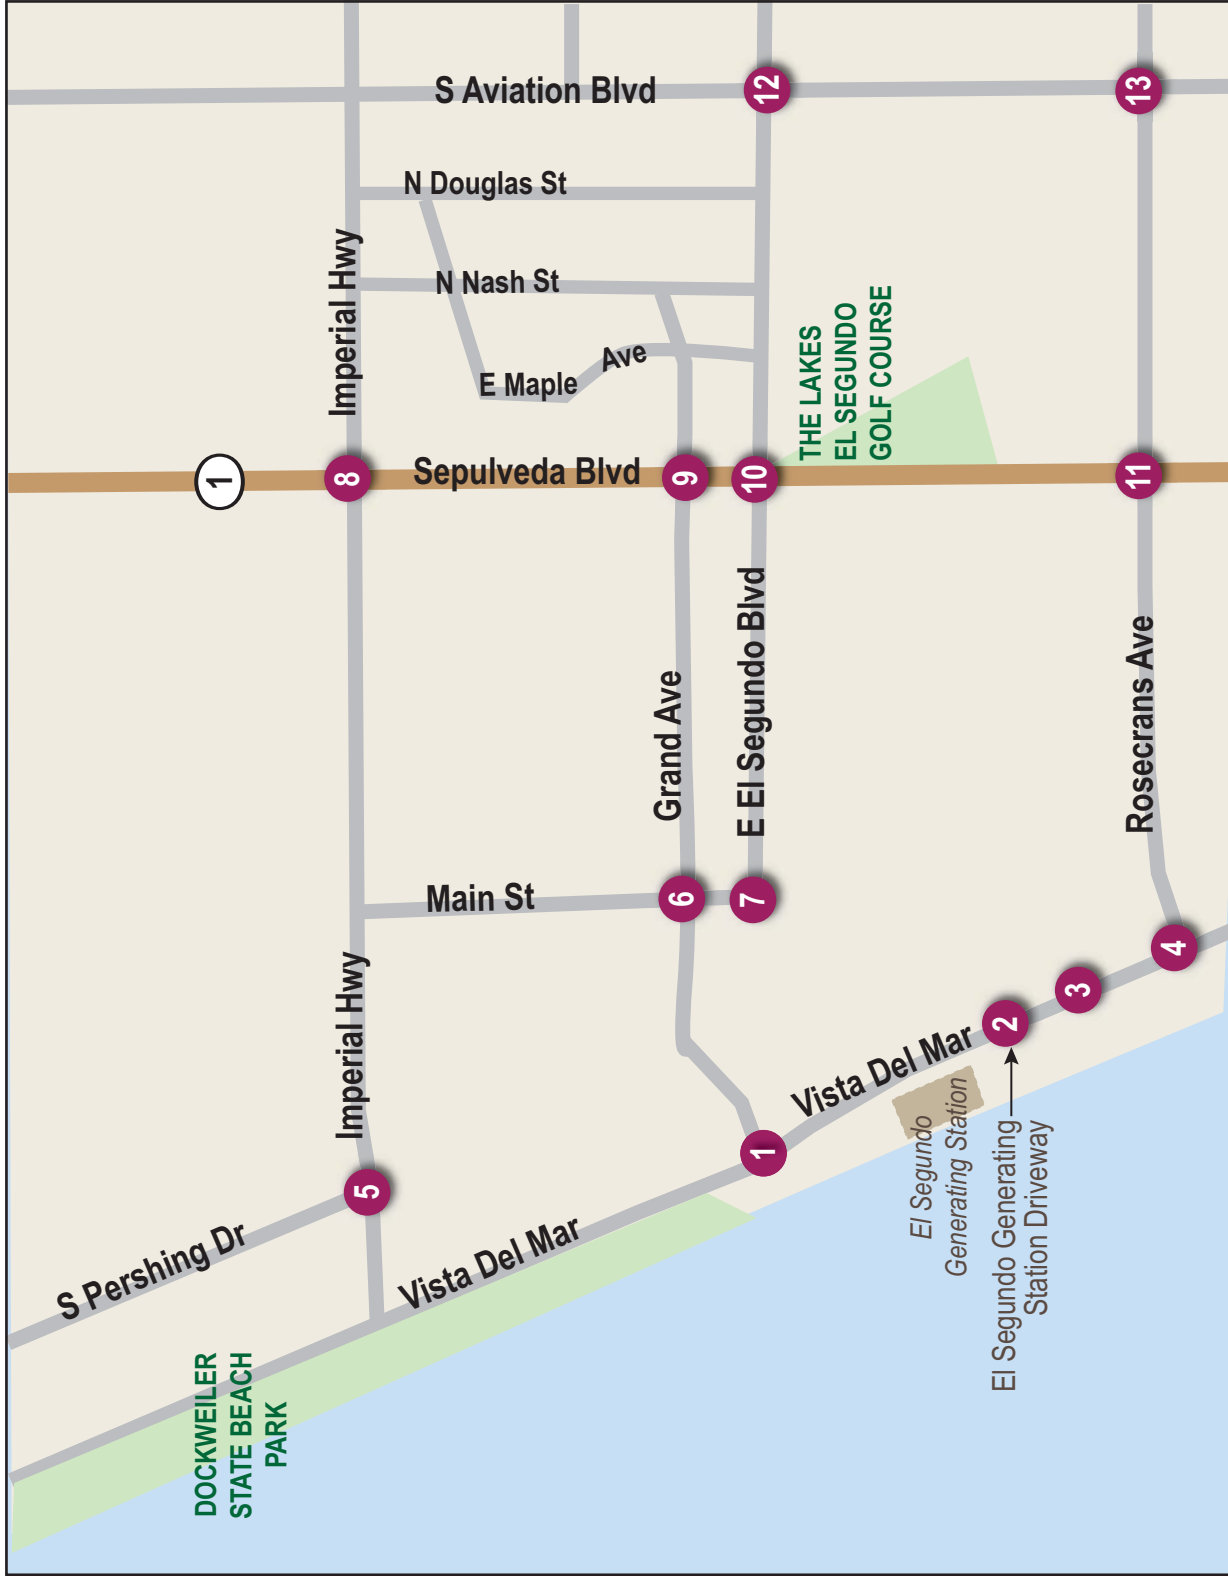 S Aviation Blvd
12
13
N Douglas St
Imperial Hwy
N Nash St
E Maple Ave
THE LAKES
EL SEGUNDO
GOLF COURSE
1
8
Sepulveda Blvd
9
10
11
Grand Ave
E El Segundo Blvd
Rosecrans Ave
Main St
6
7
4
Imperial Hwy
3
2
Vista Del Mar
1
5
El Segundo
Generating Station
El Segundo Generating
Station Driveway
S Pershing Dr
Vista Del Mar
DOCKWEILER
STATE BEACH
PARK